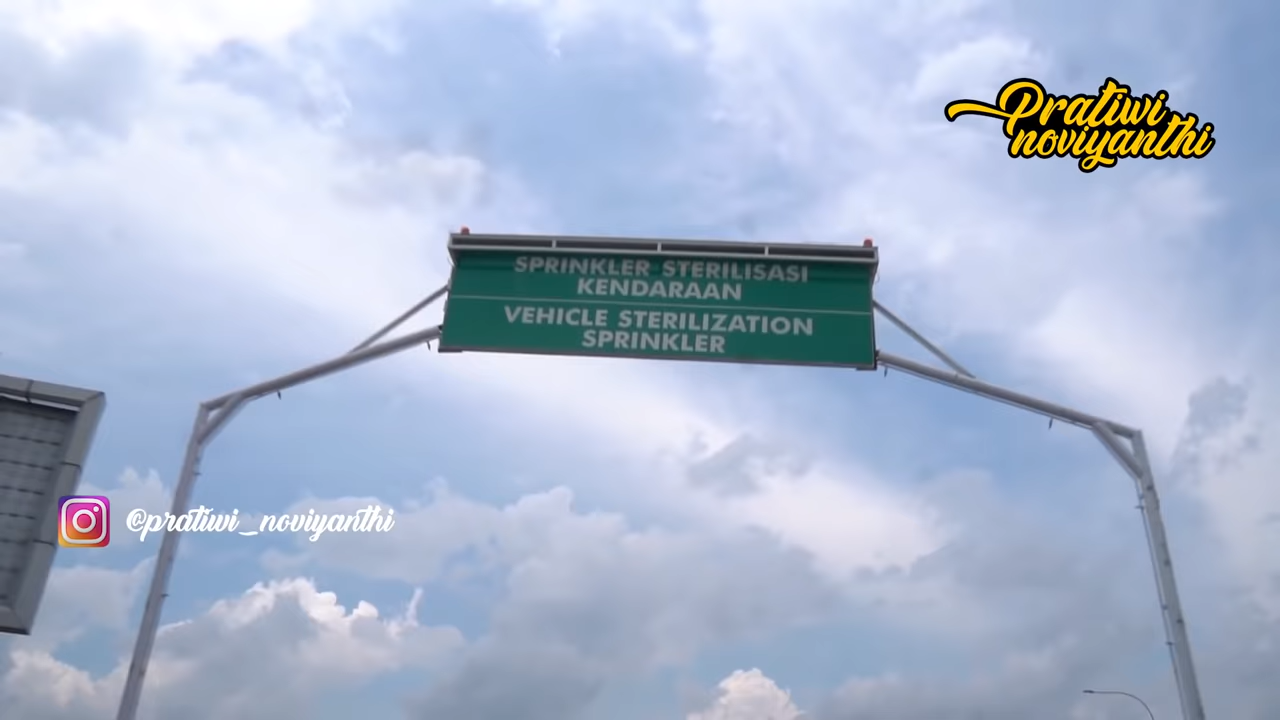 Pratiwi
noviyanthi
SPRINKLER STERILISASI
KENDARAAN
VEHICLE STERILIZATION
SPRINKLER
@pratiwi_noviyanthi